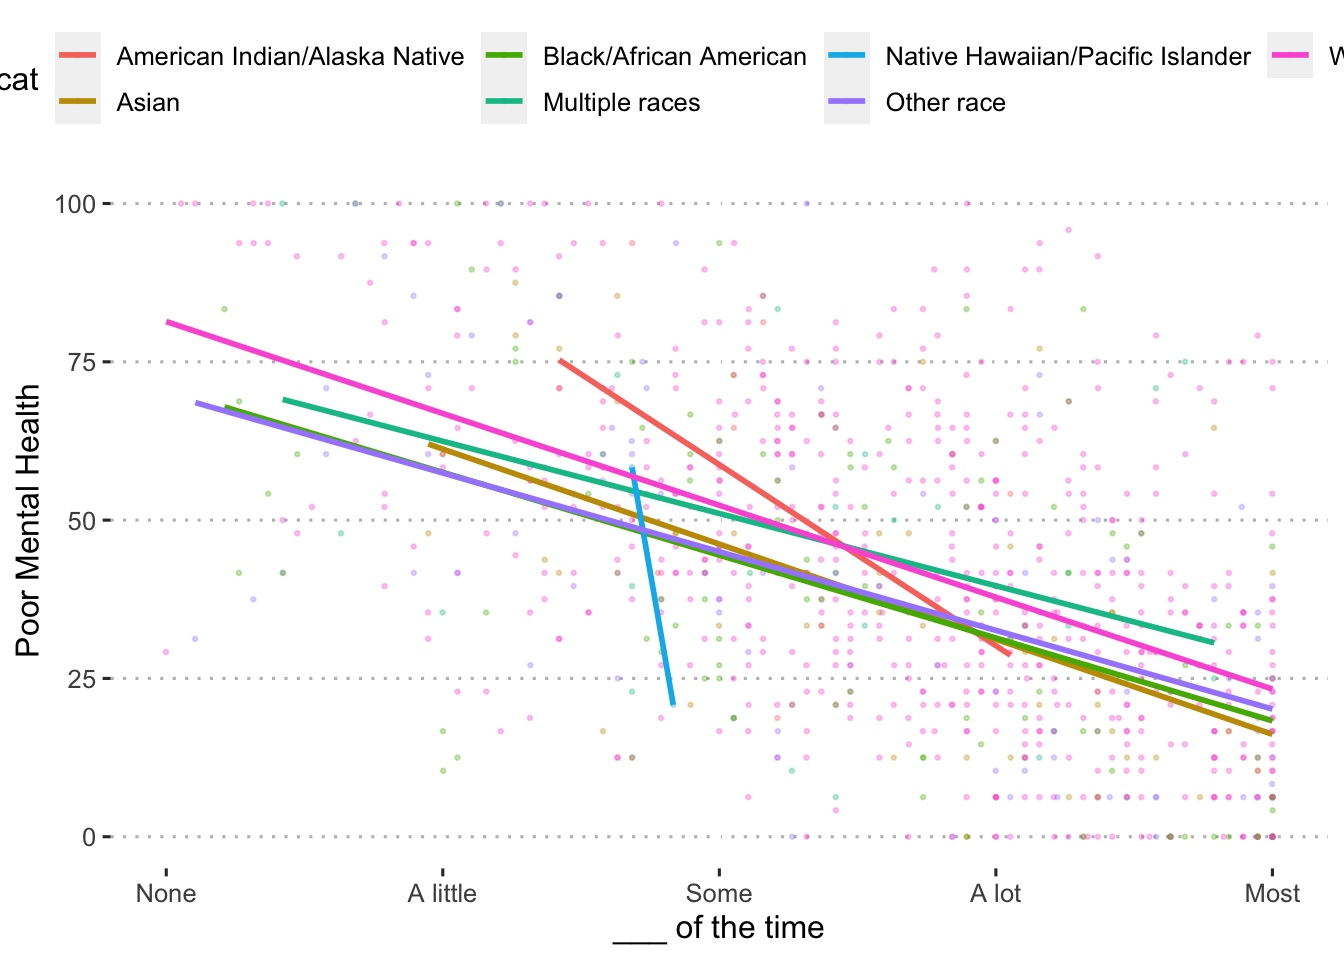 American Indian/Alaska Native Black/African American Native Hawaiian/Pacific Islander
cat
Asian Multiple races Other race
100
75
50
25
0
Poor Mental Health
None A little Some A lot Most
___ of the time